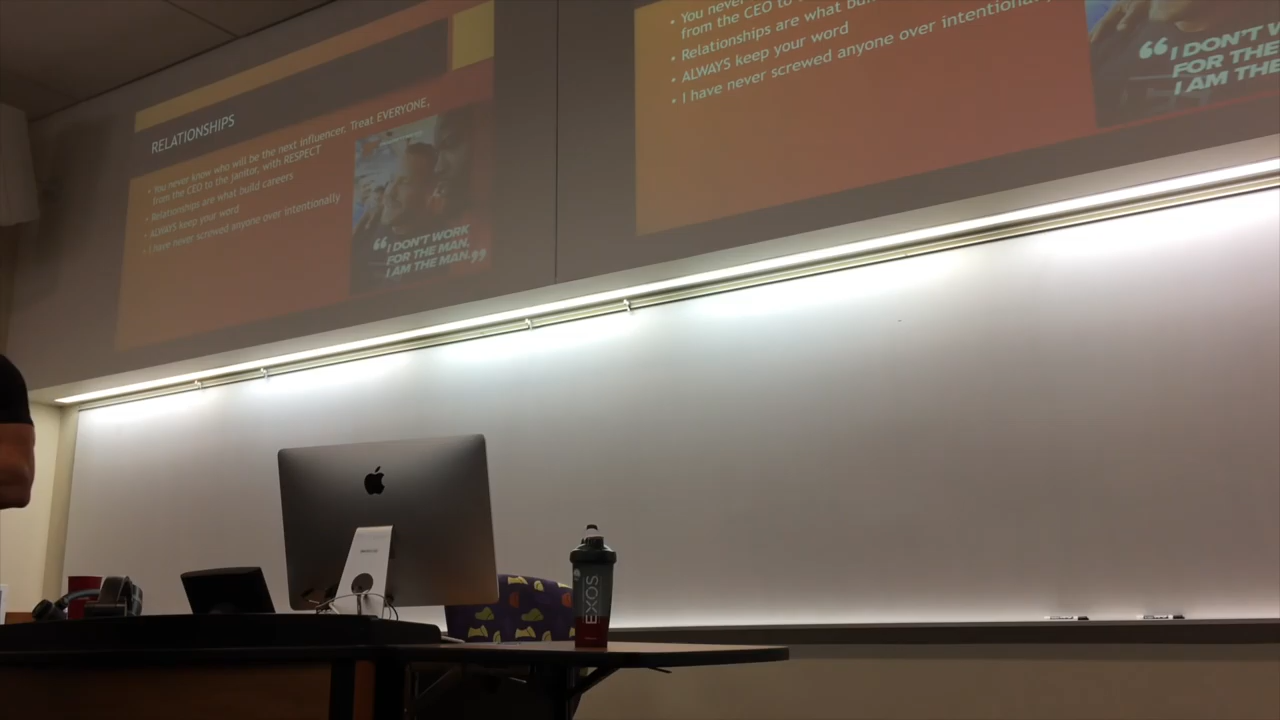 RELATIONSHIPS
• You never know who will be the next influencer. Treat EVERYONE,
from the CEO to the janitor, with RESPECT
• Relationships are what build careers
• ALWAYS keep your word
• I have never screwed anyone over intentionally
“I DON'T WORK
FOR THE MAN.
I AM THE MAN.”
• You never
from the CEO to
• Relationships are what
• ALWAYS keep your word
• I have never screwed anyone over
“I DON'T
FOR THE
I AM THE
EXOS